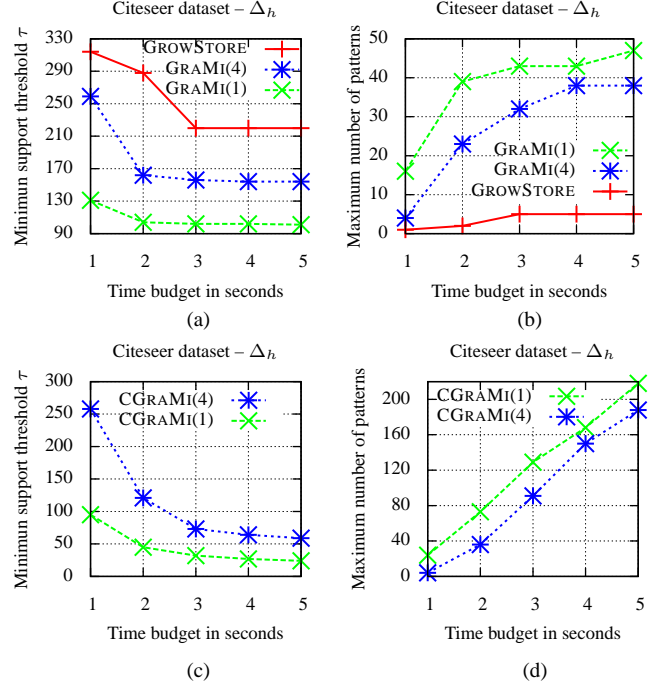 Citeseer dataset – Δh
Minimun support threshold τ
330
290
250
210
170
130
90
GROWSTORE
GRAMI(4)
GRAMI(1)
1 2 3 4 5
Time budget in seconds
(a)
Citeseer dataset – Δh
Maximum number of patterns
50
40
30
20
10
0
GRAMI(1)
GRAMI(4)
GROWSTORE
1 2 3 4 5
Time budget in seconds
(b)
Citeseer dataset – Δh
Minimun support threshold τ
300
250
200
150
100
50
0
CGRAMI(4)
CGRAMI(1)
1 2 3 4 5
Time budget in seconds
(c)
Citeseer dataset – Δh
Maximum number of patterns
200
160
120
80
40
0
CGRAMI(1)
CGRAMI(4)
1 2 3 4 5
Time budget in seconds
(d)